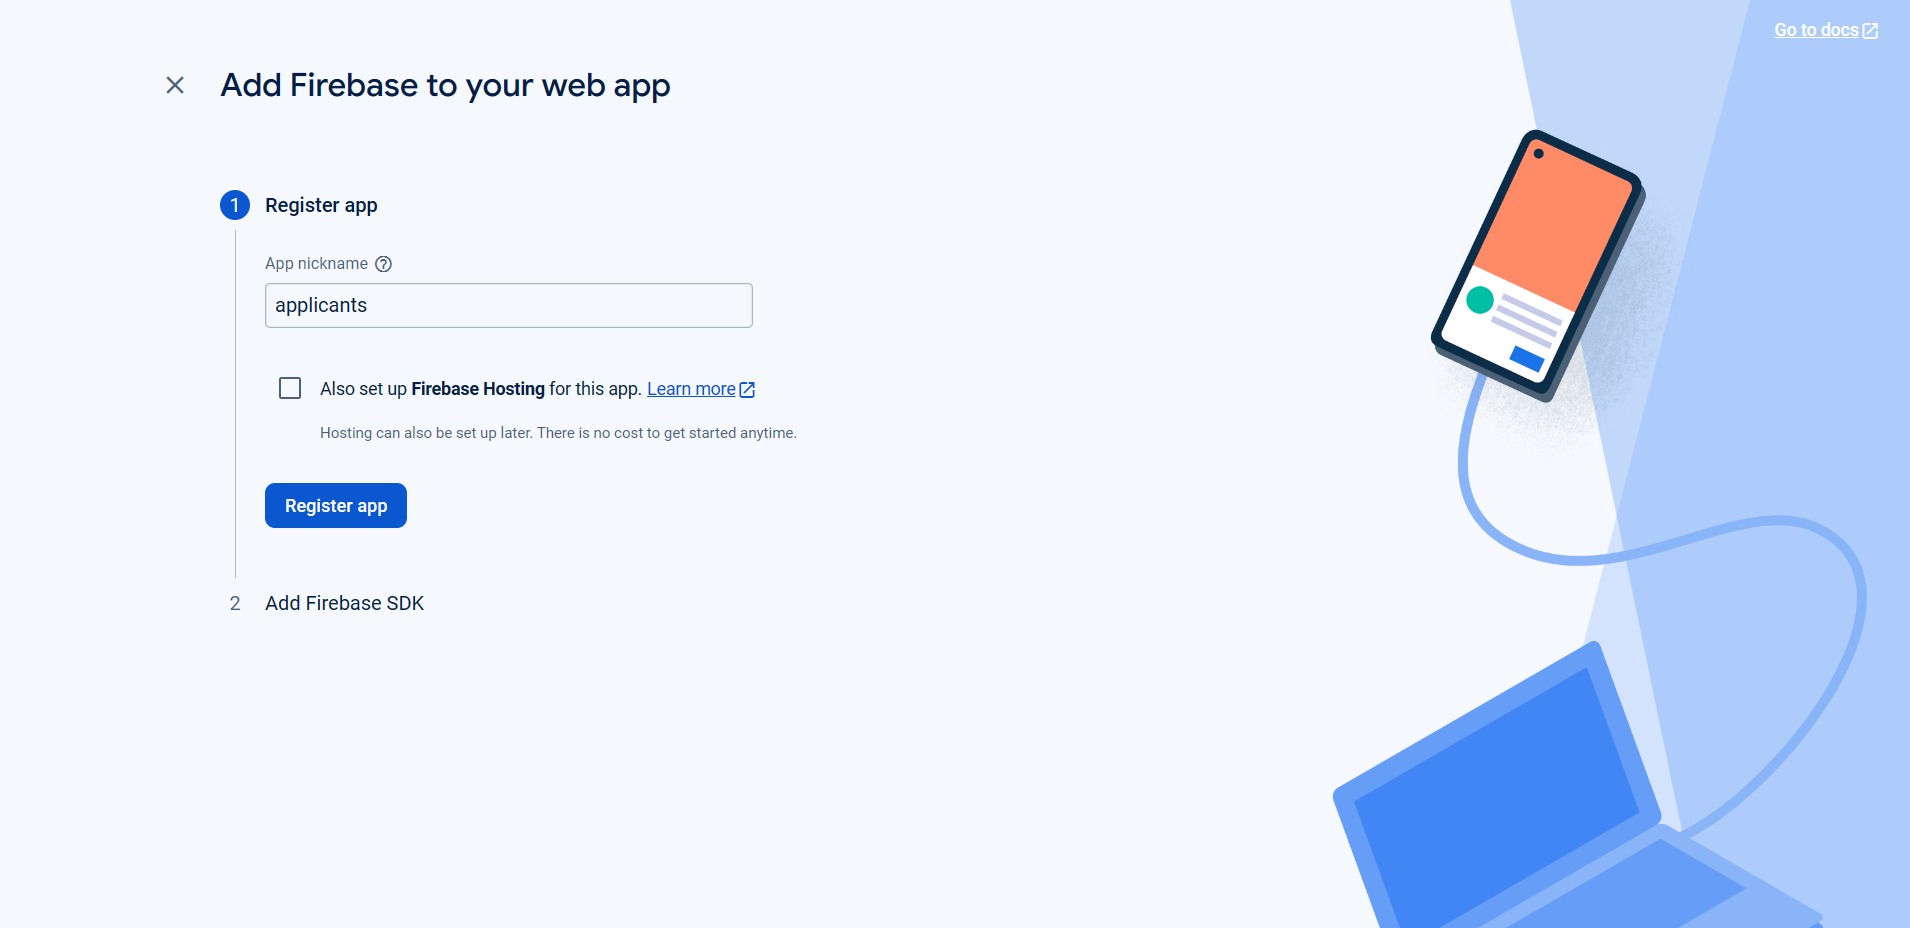 Go to docs
Add Firebase to your web app
1 Register app
App nickname
applicants
Also set up Firebase Hosting for this app. Learn more
Hosting can also be set up later. There is no cost to get started anytime.
Register app
2 Add Firebase SDK